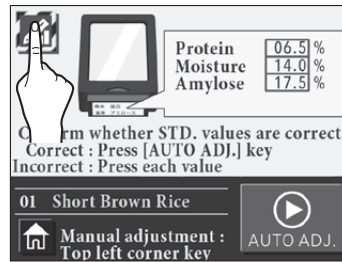 Protein 06.5 %
Moisture 14.0 %
Amylose 17.5 %
rm whether STD. values are correct
Correct : Press [AUTO ADJ.] key
Incorrect : Press each value
01 Short Brown Rice
Manual adjustment :
Top left corner key
AUTO ADJ.